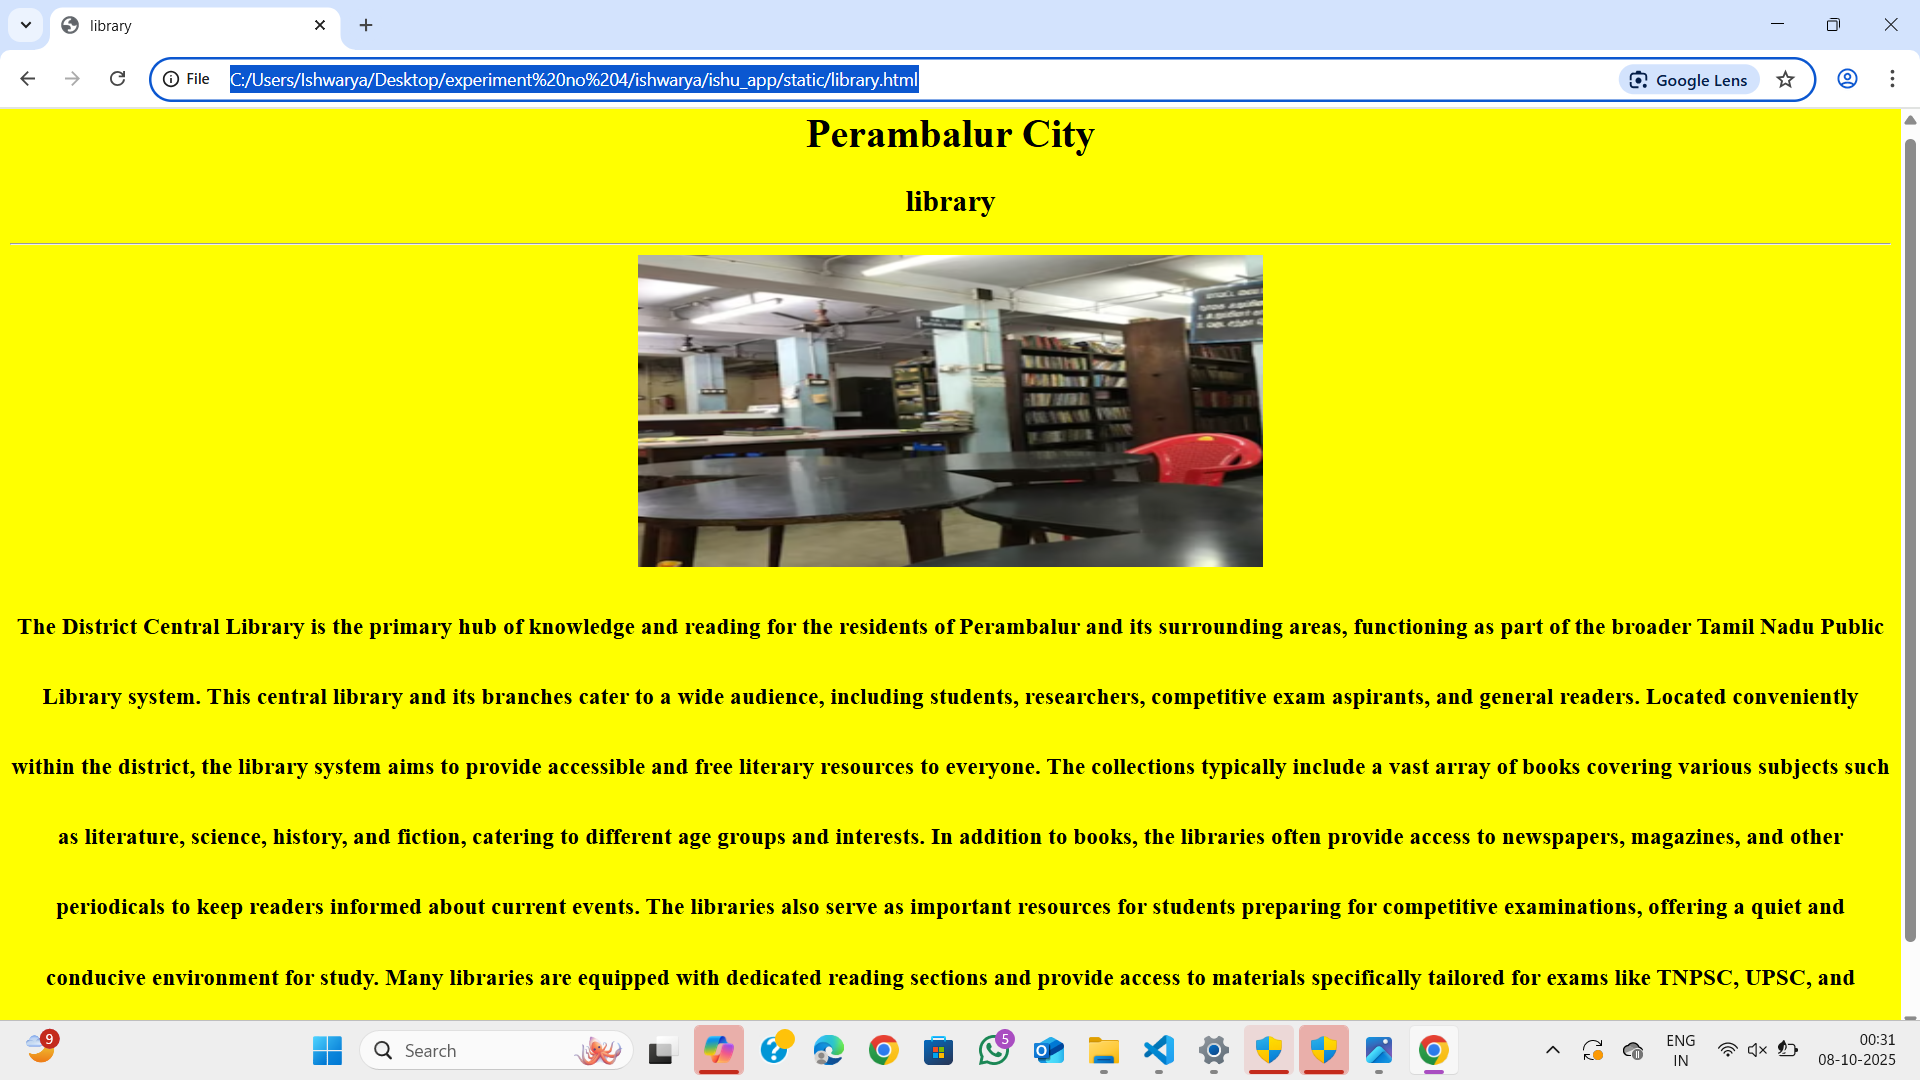 library
File
C:/Users/Ishwarya/Desktop/experiment%20no%204/ishwarya/ishu_app/static/library.html
Google Lens
Perambalur City
library
The District Central Library is the primary hub of knowledge and reading for the residents of Perambalur and its surrounding areas, functioning as part of the broader Tamil Nadu Public
Library system. This central library and its branches cater to a wide audience, including students, researchers, competitive exam aspirants, and general readers. Located conveniently
within the district, the library system aims to provide accessible and free literary resources to everyone. The collections typically include a vast array of books covering various subjects such
as literature, science, history, and fiction, catering to different age groups and interests. In addition to books, the libraries often provide access to newspapers, magazines, and other
periodicals to keep readers informed about current events. The libraries also serve as important resources for students preparing for competitive examinations, offering a quiet and
conducive environment for study. Many libraries are equipped with dedicated reading sections and provide access to materials specifically tailored for exams like TNPSC, UPSC, and
9
Search
5
ENG
IN
00:31
08-10-2025